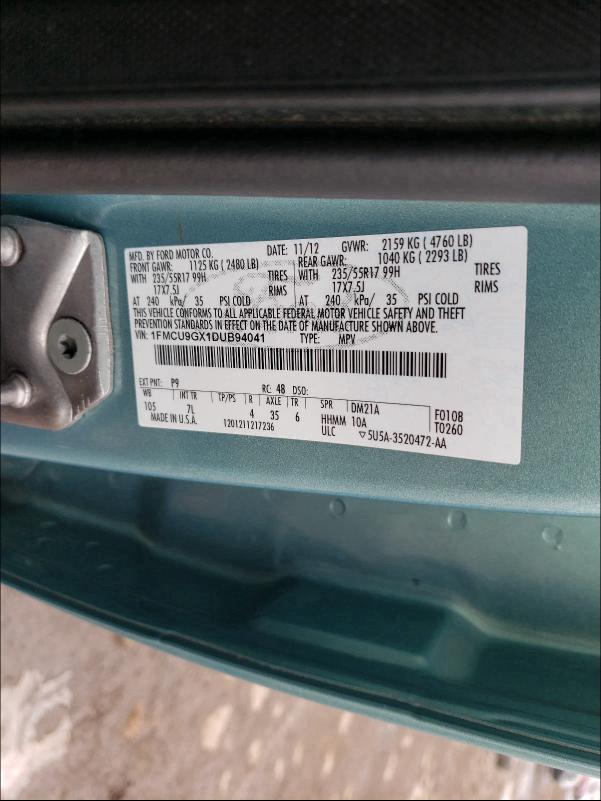 MFD. BY FORD MOTOR CO. DATE: 11/12 GVWR: 2159 KG ( 4760 LB)
FRONT GAWR: 1125 KG ( 2480 LB) REAR GAWR: 1040 KG ( 2293 LB)
WITH 235/55R17 99H TIRES WITH 235/55R17 99H TIRES
17X7.5J RIMS 17X7.5J RIMS
AT 240 kPa/ 35 PSI COLD AT 240 kPa/ 35 PSI COLD
THIS VEHICLE CONFORMS TO ALL APPLICABLE FEDERAL MOTOR VEHICLE SAFETY AND THEFT
PREVENTION STANDARDS IN EFFECT ON THE DATE OF MANUFACTURE SHOWN ABOVE.
VIN: 1FMCU9GX1DUB94041 TYPE: MPV
EXT PNT: P9 RC: 48 DSO:
WB INT TR TP/PS R AXLE TR SPR DM21A F0108
105 7L 4 35 6 HHMM 10A T0260
MADE IN U.S.A. 1201211217236 ULC ▽5U5A-3520472-AA